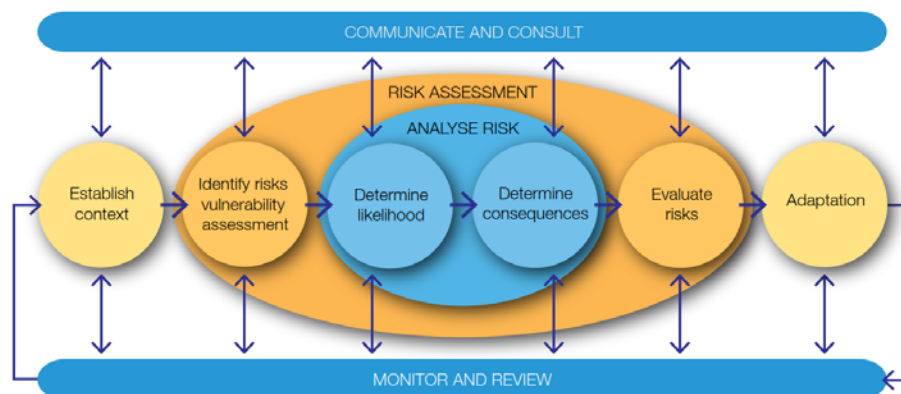 COMMUNICATE AND CONSULT
RISK ASSESSMENT
ANALYSE RISK
Establish
context
Identify risks
vulnerability
assessment
Determine
likelihood
Determine
consequences
Evaluate
risks
Adaptation
MONITOR AND REVIEW